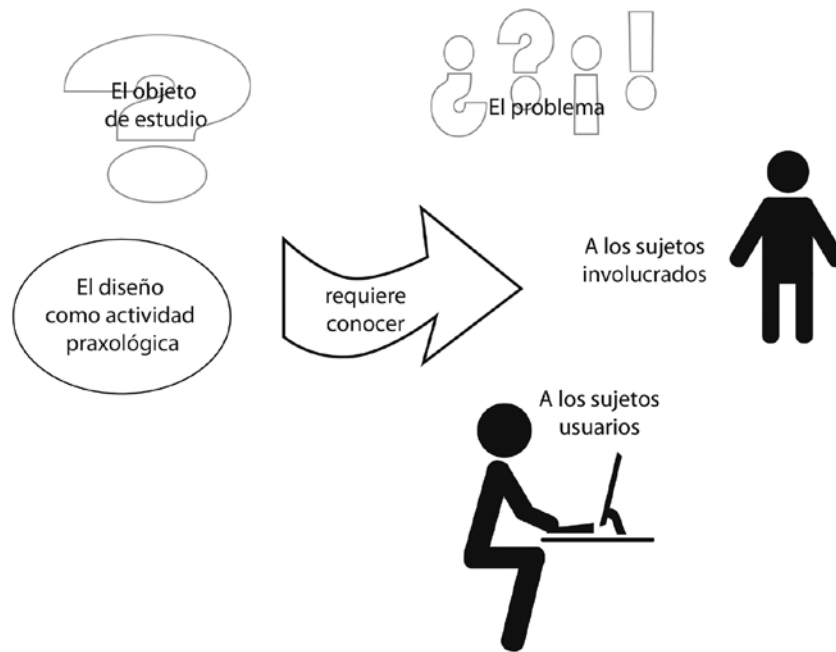 El objeto
de estudio
El problema
A los sujetos
involucrados
El diseño
como actividad
praxológica
requiere
conocer
A los sujetos
usuarios